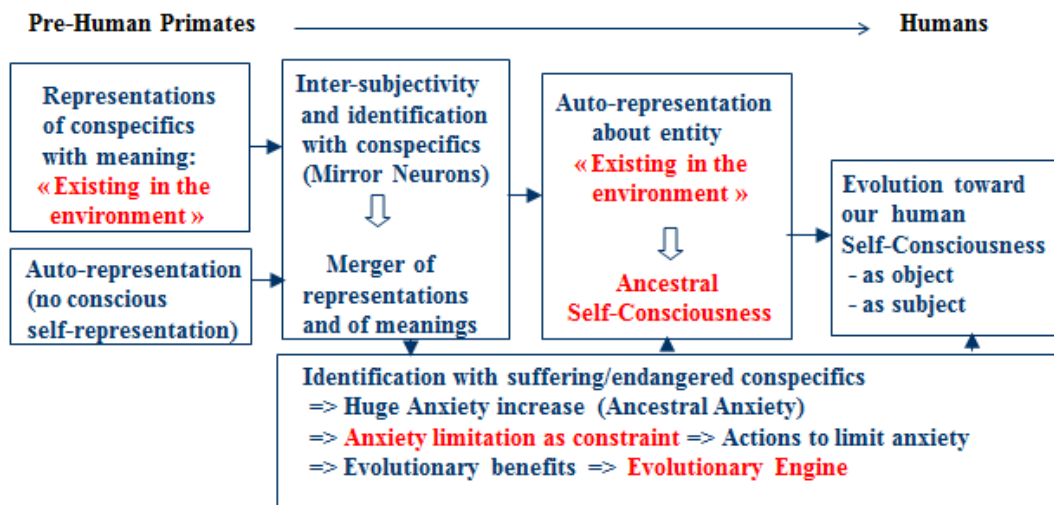 Pre-Human Primates
Humans
Representations
of conspecifics
with meaning:
« Existing in the
environment »
Auto-representation
(no conscious
self-representation)
Inter-subjectivity
and identification
with conspecifics
(Mirror Neurons)
Merger of
representations
and of meanings
Auto-representation
about entity
« Existing in the
environment »
Ancestral
Self-Consciousness
Evolution toward
our human
Self-Consciousness
- as object
- as subject
Identification with suffering/endangered conspecifics
=> Huge Anxiety increase (Ancestral Anxiety)
=> Anxiety limitation as constraint => Actions to limit anxiety
=> Evolutionary benefits => Evolutionary Engine